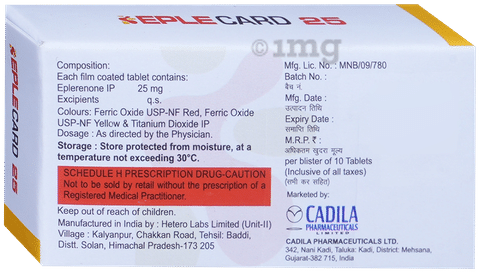 EPLECARD 25
1mg
Composition:
Each film coated tablet contains:
Eplerenone IP 25 mg
Excipients q.s.
Colours: Ferric Oxide USP-NF Red, Ferric Oxide
USP-NF Yellow & Titanium Dioxide IP
Dosage : As directed by the Physician.
Storage : Store protected from moisture, at a
temperature not exceeding 30°C.
SCHEDULE H PRESCRIPTION DRUG-CAUTION
Not to be sold by retail without the prescription of a
Registered Medical Practitioner.
Keep out of reach of children.
Manufactured in India by : Hetero Labs Limited (Unit-II)
Village : Kalyanpur, Chakkan Road, Tehsil: Baddi,
Distt. Solan, Himachal Pradesh-173 205
Mfg. Lic. No.: MNB/09/780
Batch No. :
बैच नं.
Mfg. Date :
उत्पादन तिथि
Expiry Date :
समाप्ति तिथि
M.R.P. ₹ :
अधिकतम खुदरा मूल्य
per blister of 10 Tablets
(Inclusive of all taxes)
(सभी कर सहित)
Marketed by:
CADILA
PHARMACEUTICALS
LIMITED
CADILA PHARMACEUTICALS LTD.
342, Nani Kadi, Taluka: Kadi, District: Mehsana,
Gujarat-382 715, India
EPLECARD 25